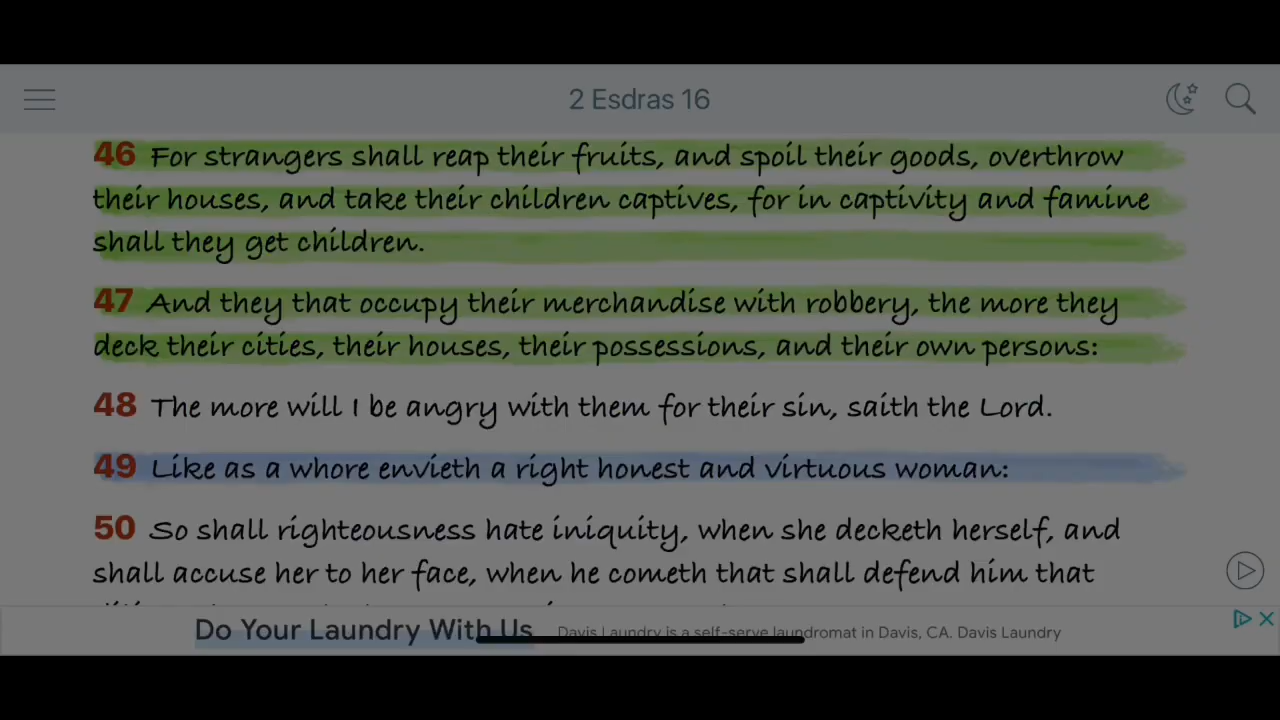 2 Esdras 16
46 For strangers shall reap their fruits, and spoil their goods, overthrow
their houses, and take their children captives, for in captivity and famine
shall they get children.
47 And they that occupy their merchandise with robbery, the more they
deck their cities, their houses, their possessions, and their own persons:
48 The more will I be angry with them for their sin, saith the Lord.
49 Like as a whore envieth a right honest and virtuous woman:
50 So shall righteousness hate iniquity, when she decketh herself, and
shall accuse her to her face, when he cometh that shall defend him that
Do Your Laundry With Us
Davis Laundry is a self-serve laundromat in Davis, CA. Davis Laundry